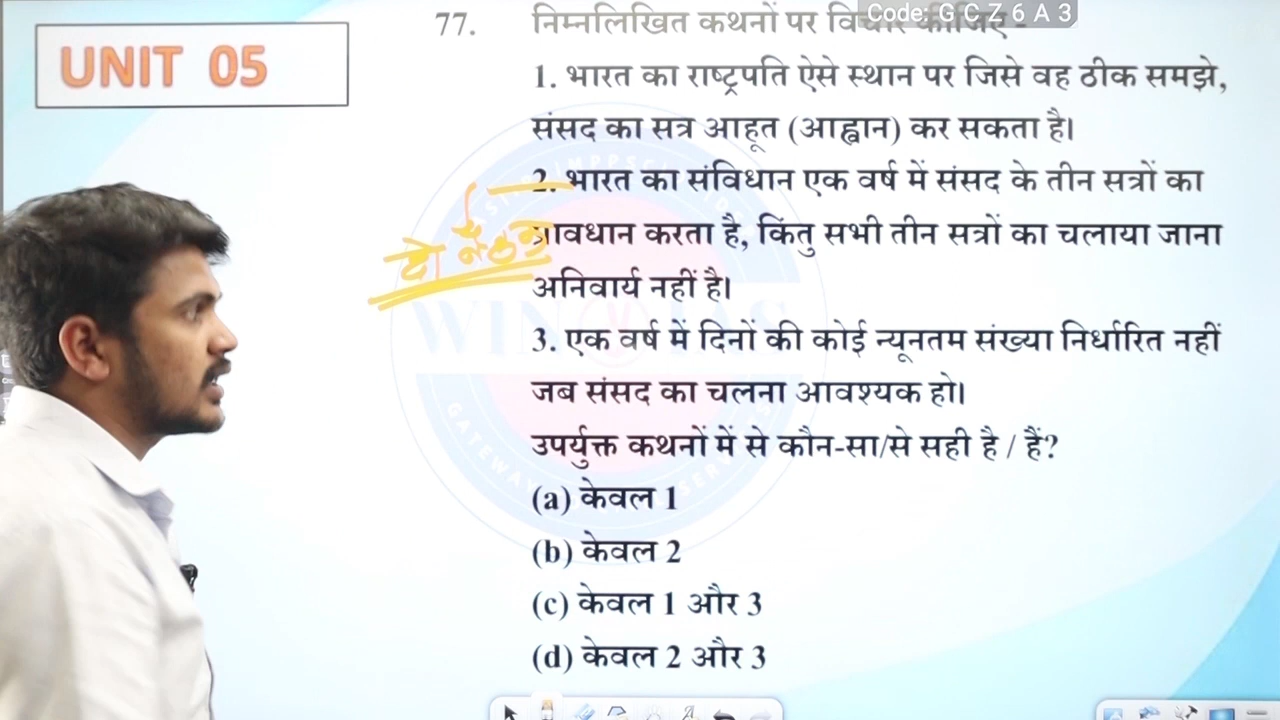 Code: G C Z 6 A 3
UNIT 05
77. निम्नलिखित कथनों पर विचार कीजिए -
1. भारत का राष्ट्रपति ऐसे स्थान पर जिसे वह ठीक समझे,
संसद का सत्र आहूत (आह्वान) कर सकता है।
2. भारत का संविधान एक वर्ष में संसद के तीन सत्रों का
प्रावधान करता है, किंतु सभी तीन सत्रों का चलाया जाना
अनिवार्य नहीं है।
दो बैठक
3. एक वर्ष में दिनों की कोई न्यूनतम संख्या निर्धारित नहीं
जब संसद का चलना आवश्यक हो।
उपर्युक्त कथनों में से कौन-सा/से सही है / हैं?
(a) केवल 1
(b) केवल 2
(c) केवल 1 और 3
(d) केवल 2 और 3